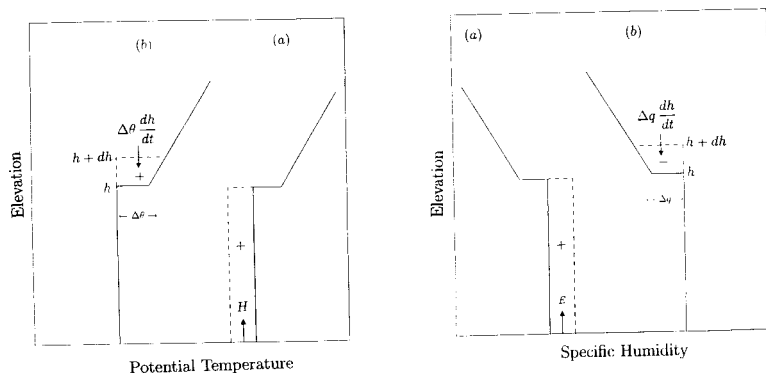 (b)
(a)
Δθ dh/dt
h + dh
+
h
← Δθ →
+
H
Elevation
Potential Temperature
(a)
(b)
Δq dh/dt
h + dh
−
h
Δq
+
E
Elevation
Specific Humidity